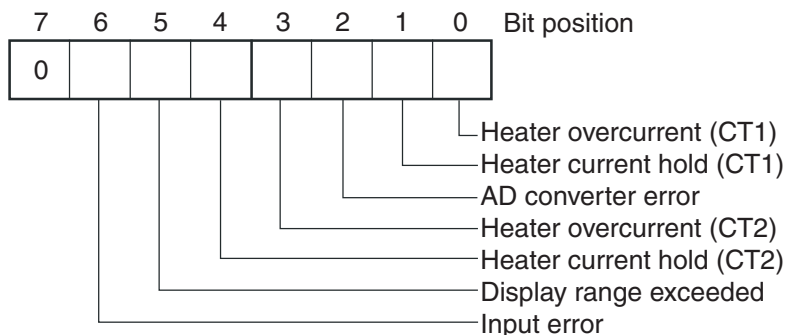 7 6 5 4 3 2 1 0 Bit position
0
Heater overcurrent (CT1)
Heater current hold (CT1)
AD converter error
Heater overcurrent (CT2)
Heater current hold (CT2)
Display range exceeded
Input error